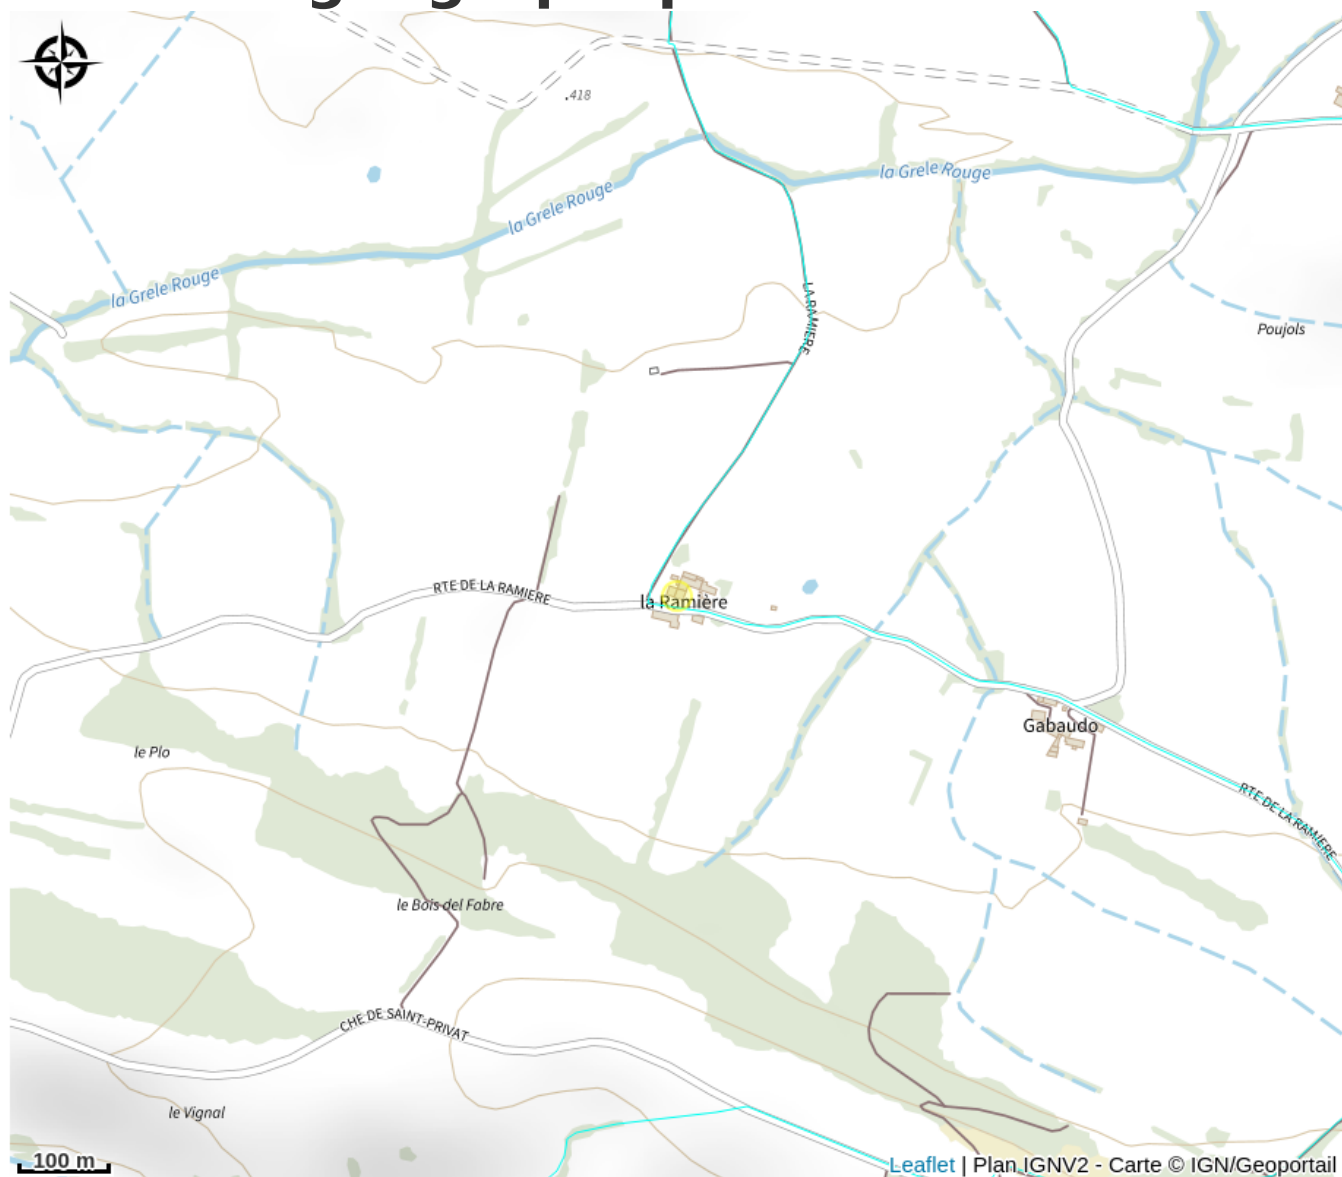 .418
la Grele Rouge
la Grele Rouge
la Grele Rouge
LA RAMIERE
Poujols
RTE DE LA RAMIERE
la Ramière
Gabaudo
le Plo
RTE DE LA RAMIERE
le Bois del Fabre
CHE DE SAINT-PRIVAT
le Vignal
100 m
Leaflet | Plan IGNV2 - Carte © IGN/Geoportail